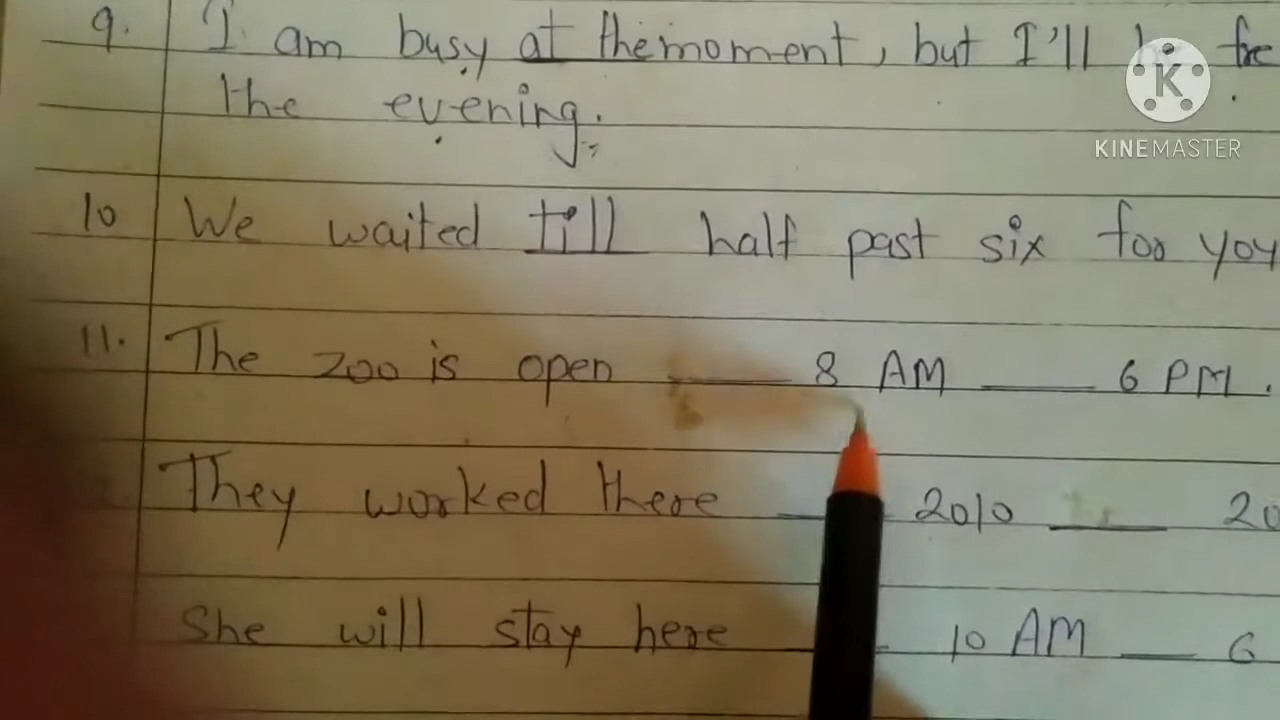 9. I am busy at the moment, but I'll
the evening.
10 We waited till half past six for
11. The zoo is open ___ 8 AM ___ 6 PM.
They worked there ___ 2010 ___
She will stay here ___ 10 AM ___ 6
K
KINEMASTER